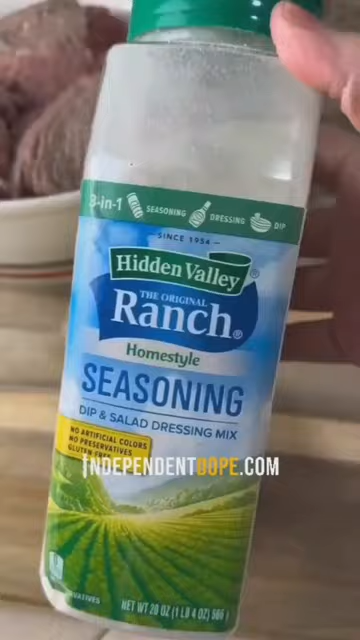 3-in-1 SEASONING DRESSING DIP
SINCE 1954
Hidden Valley®
THE ORIGINAL
Ranch®
Homestyle
SEASONING
DIP & SALAD DRESSING MIX
NO ARTIFICIAL COLORS
NO PRESERVATIVES
GLUTEN FREE
INDEPENDENTDOPE.COM
NET WT 20 OZ (1 LB 4 OZ) 566 g